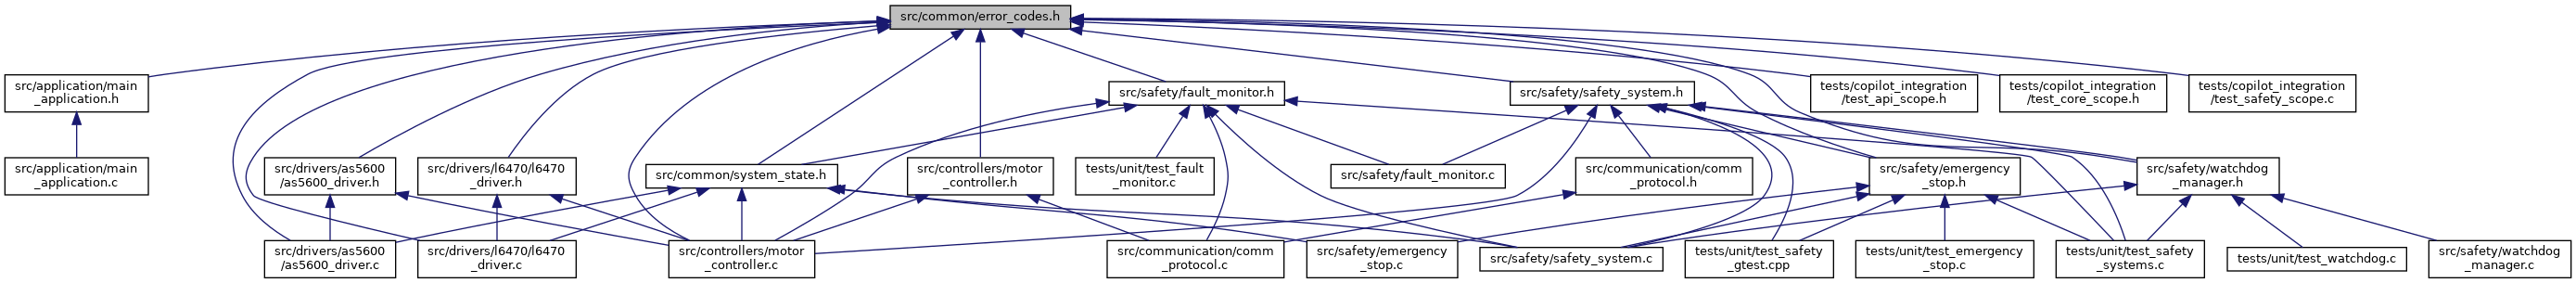 src/common/error_codes.h
src/application/main
_application.h
src/safety/fault_monitor.h
src/safety/safety_system.h
tests/copilot_integration
/test_api_scope.h
tests/copilot_integration
/test_core_scope.h
tests/copilot_integration
/test_safety_scope.c
src/application/main
_application.c
src/drivers/as5600
/as5600_driver.h
src/drivers/l6470/l6470
_driver.h
src/common/system_state.h
src/controllers/motor
_controller.h
tests/unit/test_fault
_monitor.c
src/safety/fault_monitor.c
src/communication/comm
_protocol.h
src/safety/emergency
_stop.h
src/safety/watchdog
_manager.h
src/drivers/as5600
/as5600_driver.c
src/drivers/l6470/l6470
_driver.c
src/controllers/motor
_controller.c
src/communication/comm
_protocol.c
src/safety/emergency
_stop.c
src/safety/safety_system.c
tests/unit/test_safety
_gtest.cpp
tests/unit/test_emergency
_stop.c
tests/unit/test_safety
_systems.c
tests/unit/test_watchdog.c
src/safety/watchdog
_manager.c